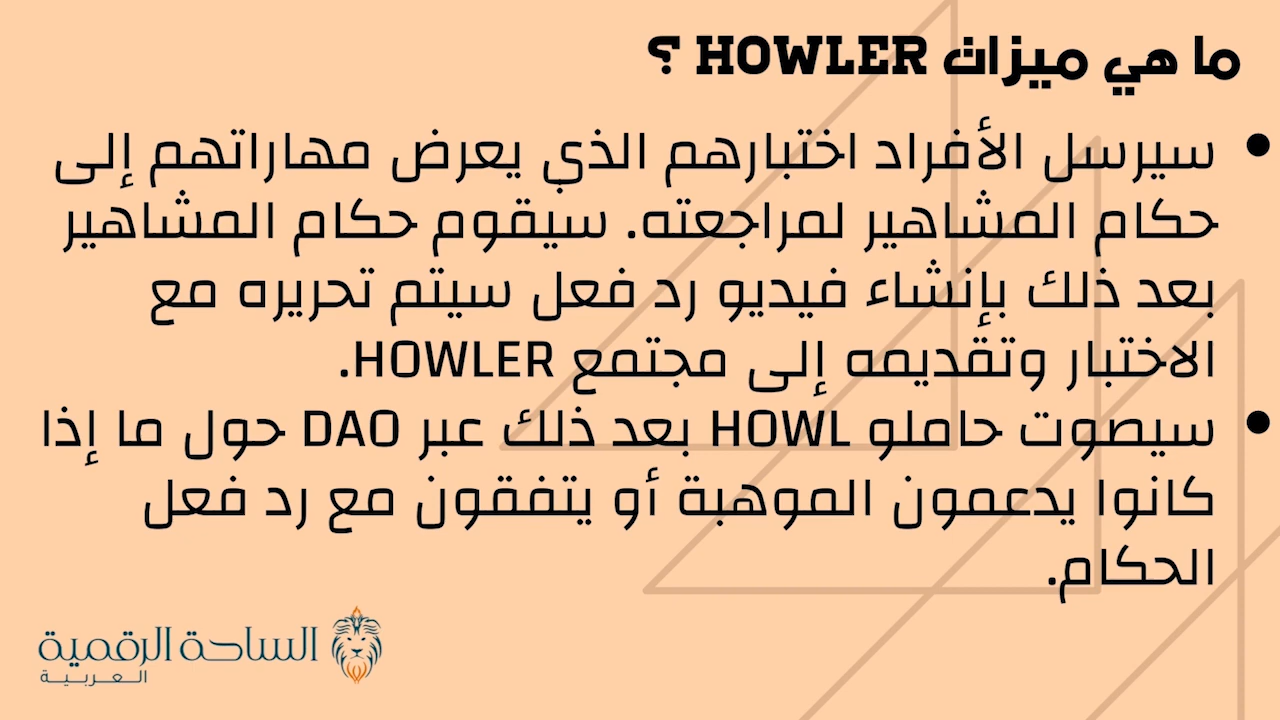 ما هي ميزات HOWLER ؟
• سيرسل الأفراد اختبارهم الذي يعرض مهاراتهم إلى
حكام المشاهير لمراجعته. سيقوم حكام المشاهير
بعد ذلك بإنشاء فيديو رد فعل سيتم تحريره مع
الاختبار وتقديمه إلى مجتمع HOWLER.
• سيصوت حاملو HOWL بعد ذلك عبر DAO حول ما إذا
كانوا يدعمون الموهبة أو يتفقون مع رد فعل
الحكام.
الساحة الرقمية
العربية